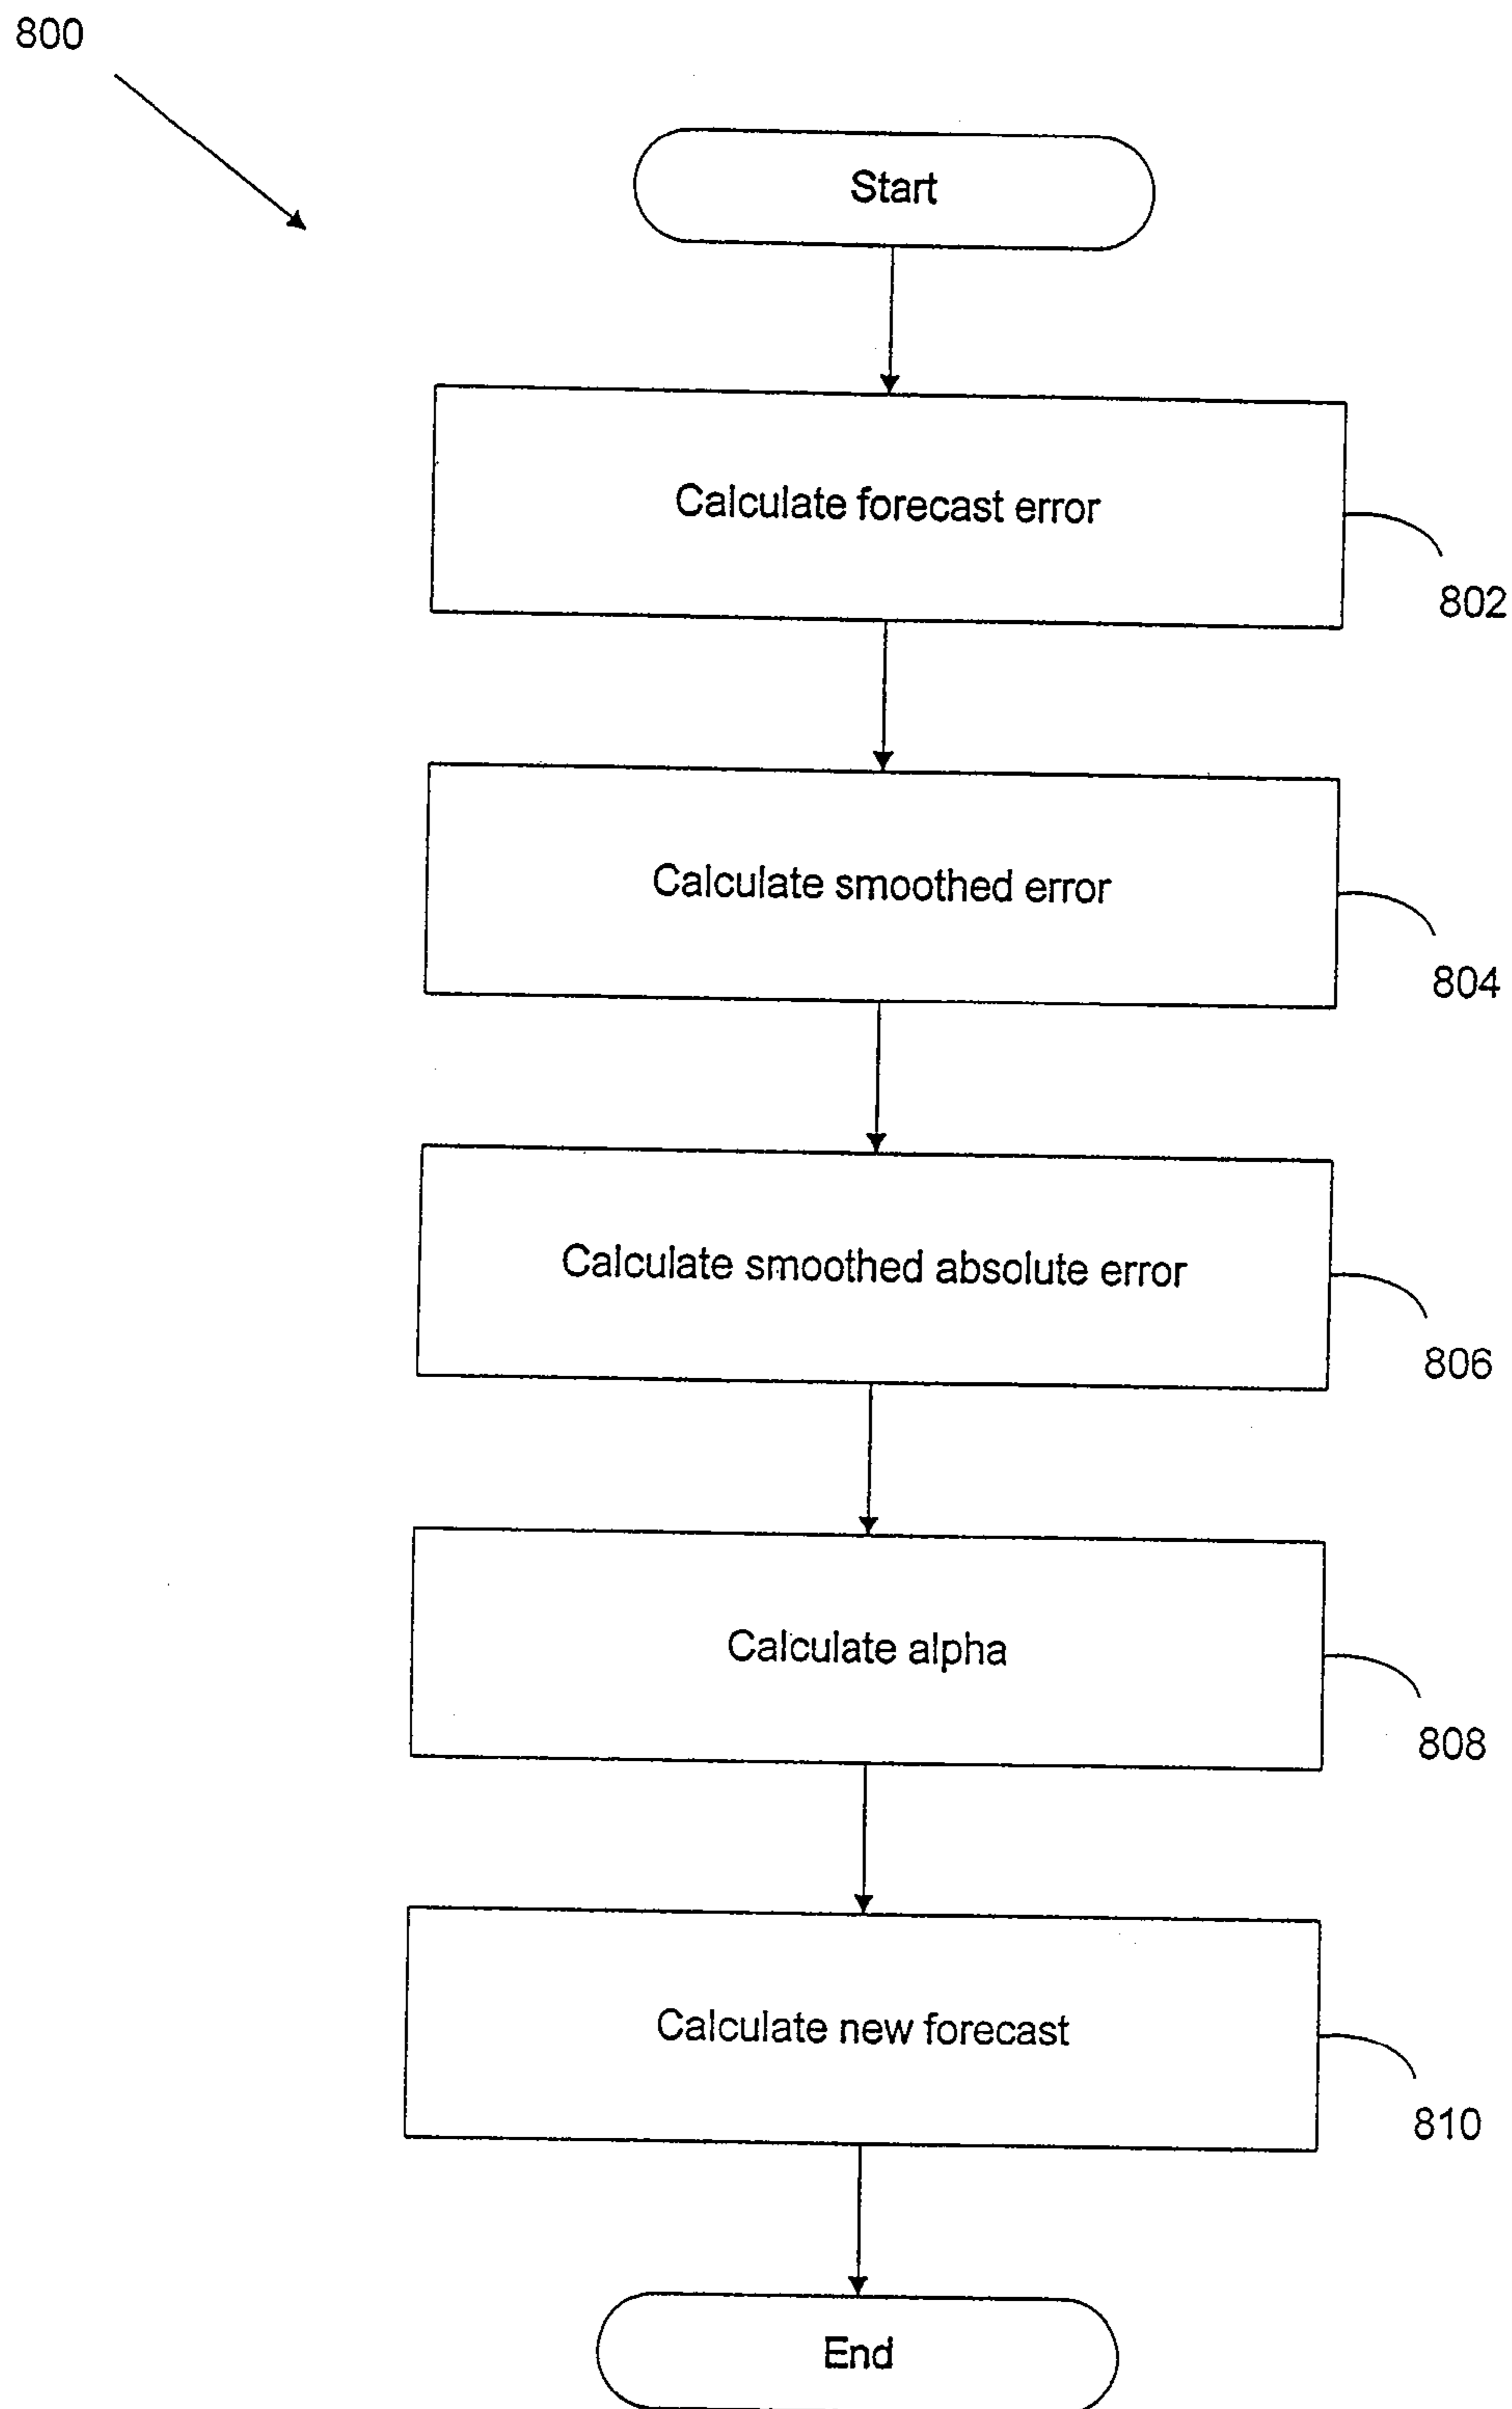 800
Start
Calculate forecast error
802
Calculate smoothed error
804
Calculate smoothed absolute error
806
Calculate alpha
808
Calculate new forecast
810
End